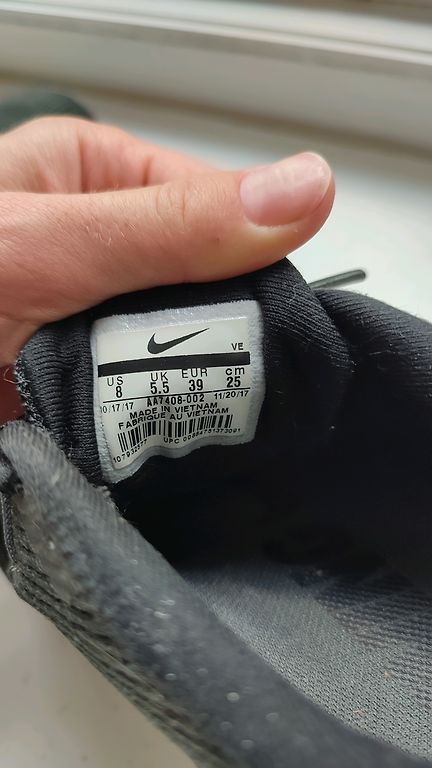 VE
US UK EUR cm
8 5.5 39 25
10/17/17 AA7408-002 11/20/17
MADE IN VIETNAM
FABRIQUE AU VIETNAM